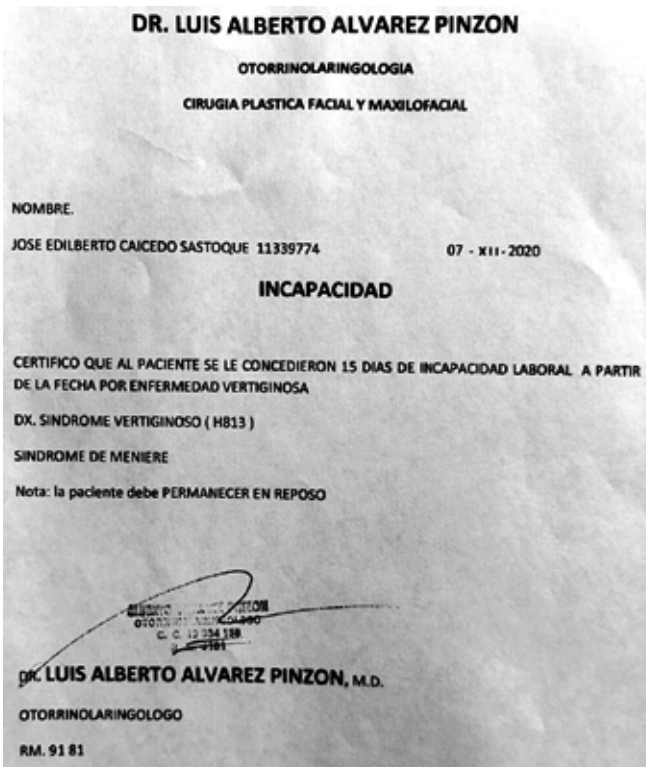 DR. LUIS ALBERTO ALVAREZ PINZON
OTORRINOLARINGOLOGIA
CIRUGIA PLASTICA FACIAL Y MAXILOFACIAL
NOMBRE.
JOSE EDILBERTO CAICEDO SASTOQUE 11339774 07 - XII-2020
INCAPACIDAD
CERTIFICO QUE AL PACIENTE SE LE CONCEDIERON 15 DIAS DE INCAPACIDAD LABORAL A PARTIR
DE LA FECHA POR ENFERMEDAD VERTIGINOSA
DX. SINDROME VERTIGINOSO ( H813 )
SINDROME DE MENIERE
Nota: la paciente debe PERMANECER EN REPOSO
PINZON
C. C.
9181
DR. LUIS ALBERTO ALVAREZ PINZON, M.D.
OTORRINOLARINGOLOGO
RM. 91 81